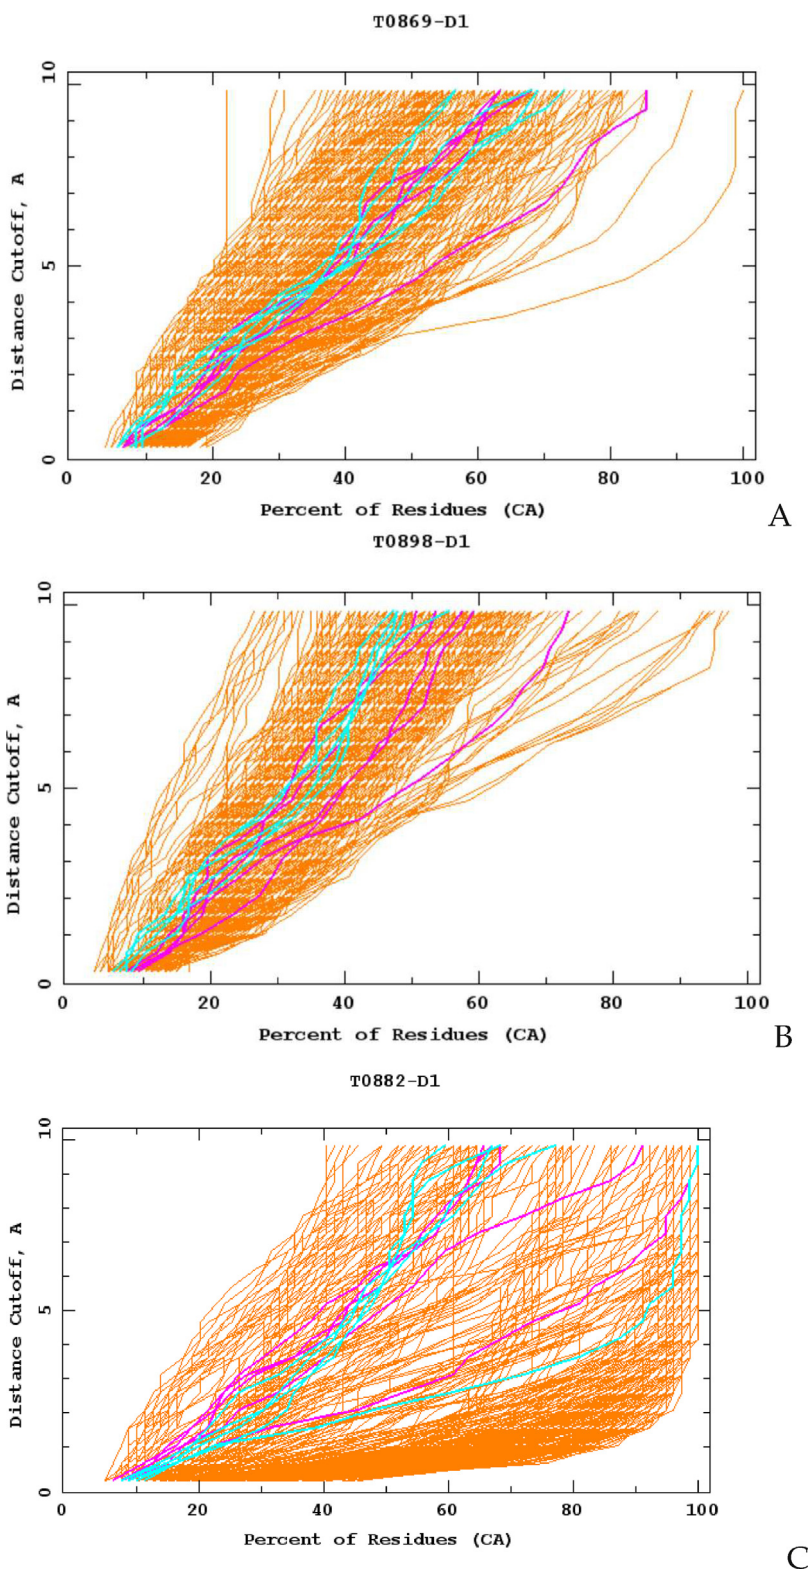 T0869-D1
10
5
0
Distance Cutoff, A
0 20 40 60 80 100
Percent of Residues (CA)
A
T0898-D1
10
5
0
Distance Cutoff, A
0 20 40 60 80 100
Percent of Residues (CA)
B
T0882-D1
10
5
0
Distance Cutoff, A
0 20 40 60 80 100
Percent of Residues (CA)
C